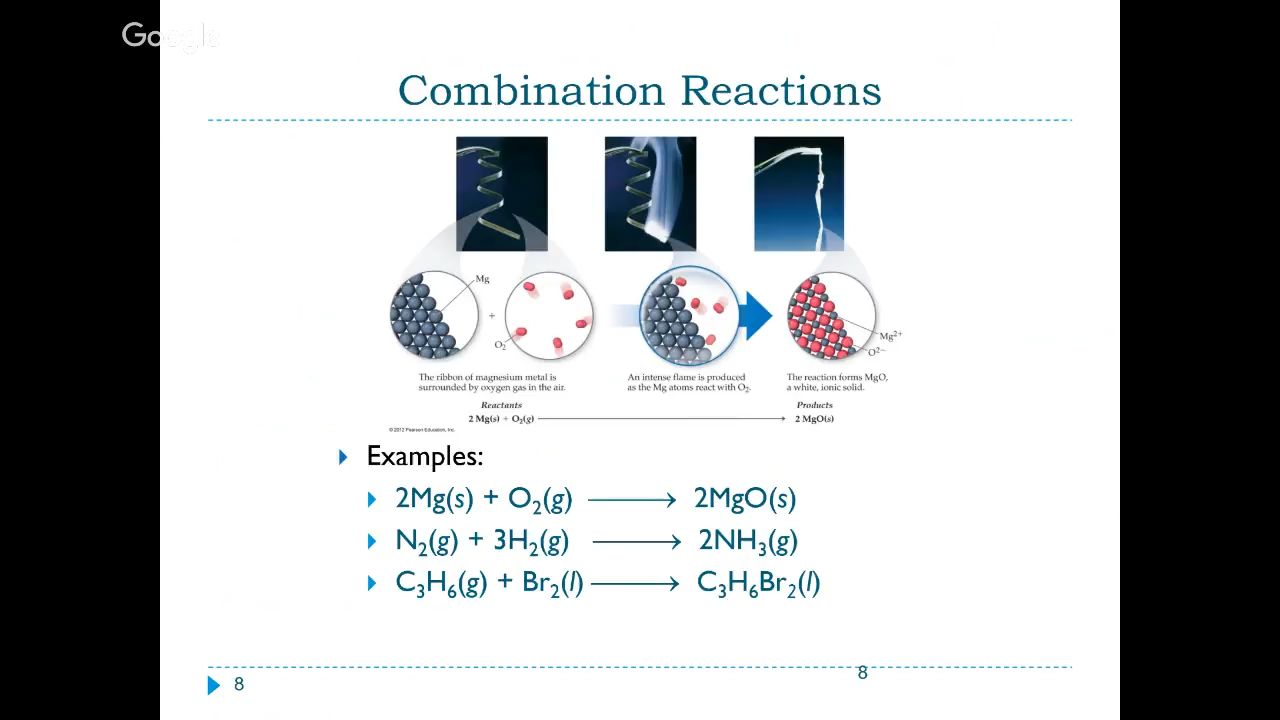 Google
Combination Reactions
Mg
+
O₂
Mg²⁺
O²⁻
The ribbon of magnesium metal is
surrounded by oxygen gas in the air.
An intense flame is produced
as the Mg atoms react with O₂.
The reaction forms MgO,
a white, ionic solid.
Reactants
Products
2 Mg(s) + O₂(g) ⟶ 2 MgO(s)
© 2012 Pearson Education, Inc.
Examples:
2Mg(s) + O₂(g) ⟶ 2MgO(s)
N₂(g) + 3H₂(g) ⟶ 2NH₃(g)
C₃H₆(g) + Br₂(l) ⟶ C₃H₆Br₂(l)
8
8